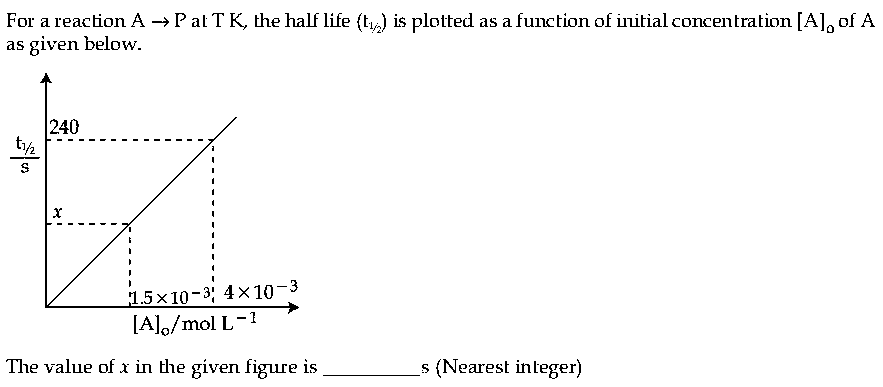 For a reaction A → P at T K, the half life (t½) is plotted as a function of initial concentration [A]₀ of A
as given below.
240
t½
s
x
1.5×10⁻³ 4×10⁻³
[A]₀/mol L⁻¹
The value of x in the given figure is __________s (Nearest integer)